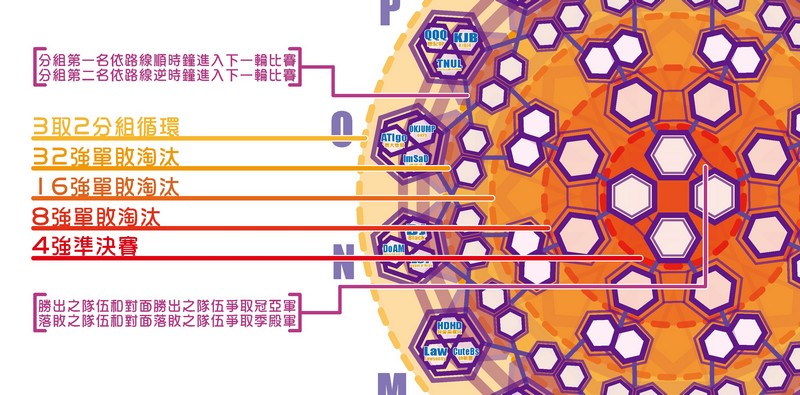 分組第一名依路線順時鐘進入下一輪比賽
分組第二名依路線逆時鐘進入下一輪比賽
3取2分組循環
32強單敗淘汰
16強單敗淘汰
8強單敗淘汰
4強準決賽
勝出之隊伍和對面勝出之隊伍爭取冠亞軍
落敗之隊伍和對面落敗之隊伍爭取季殿軍
P
QQQ
KJB
TNUL
O
ATIgo
OKJUMP
imSaD
N
DoAM
HDHD
Law
CuteBs
M